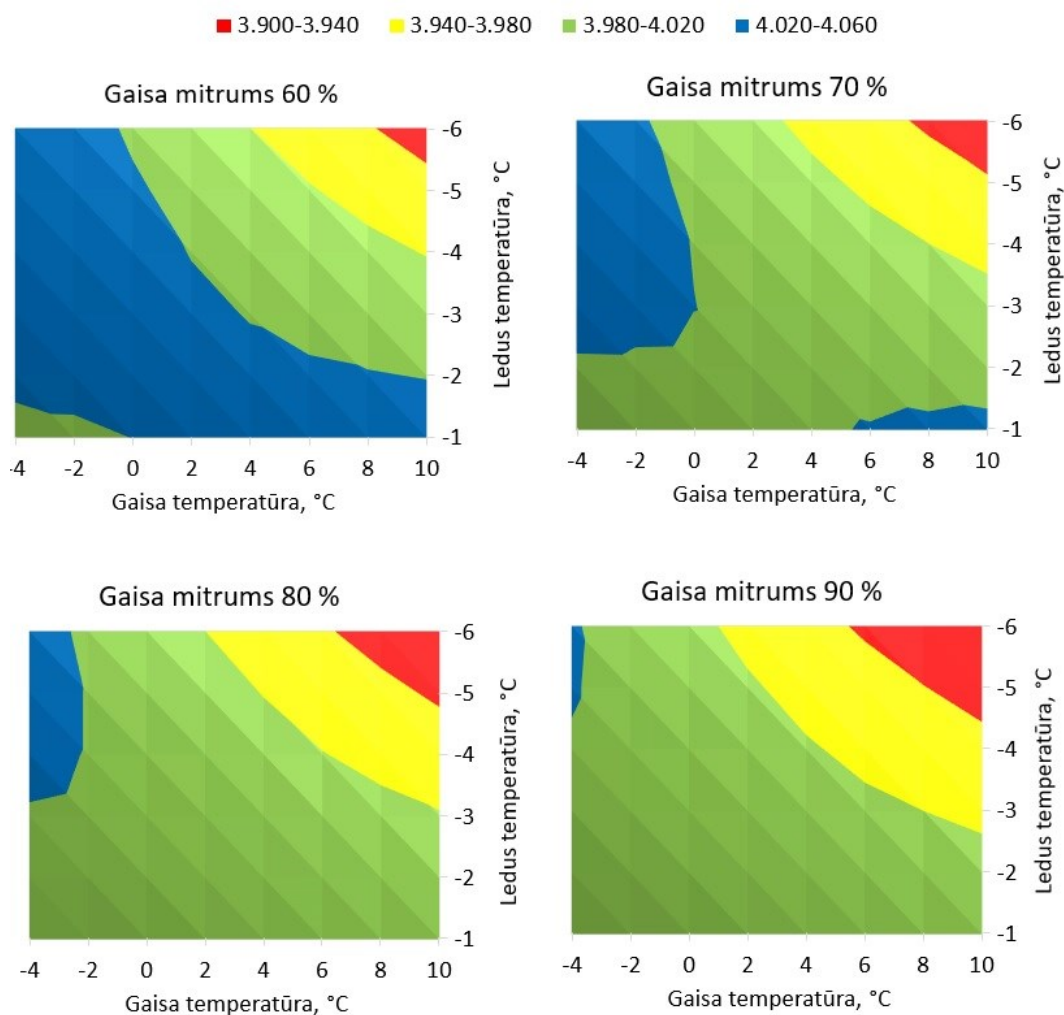 3.900-3.940 3.940-3.980 3.980-4.020 4.020-4.060
Gaisa mitrums 60 %
-6
-5
-4
-3
-2
-1
Ledus temperatūra, °C
-4 -2 0 2 4 6 8 10
Gaisa temperatūra, °C
Gaisa mitrums 70 %
-6
-5
-4
-3
-2
-1
Ledus temperatūra, °C
-4 -2 0 2 4 6 8 10
Gaisa temperatūra, °C
Gaisa mitrums 80 %
-6
-5
-4
-3
-2
-1
Ledus temperatūra, °C
-4 -2 0 2 4 6 8 10
Gaisa temperatūra, °C
Gaisa mitrums 90 %
-6
-5
-4
-3
-2
-1
Ledus temperatūra, °C
-4 -2 0 2 4 6 8 10
Gaisa temperatūra, °C